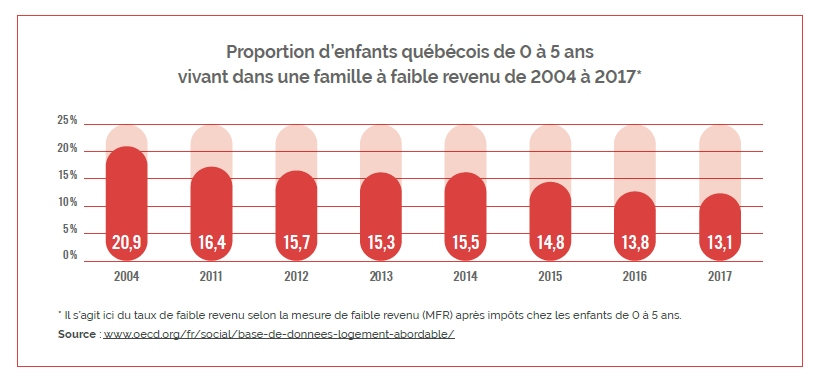 Proportion d'enfants québécois de 0 à 5 ans
vivant dans une famille à faible revenu de 2004 à 2017*
25%
20%
15%
10%
5%
0%
20,9 16,4 15,7 15,3 15,5 14,8 13,8 13,1
2004 2011 2012 2013 2014 2015 2016 2017
* Il s'agit ici du taux de faible revenu selon la mesure de faible revenu (MFR) après impôts chez les enfants de 0 à 5 ans.
Source : www.oecd.org/fr/social/base-de-donnees-logement-abordable/